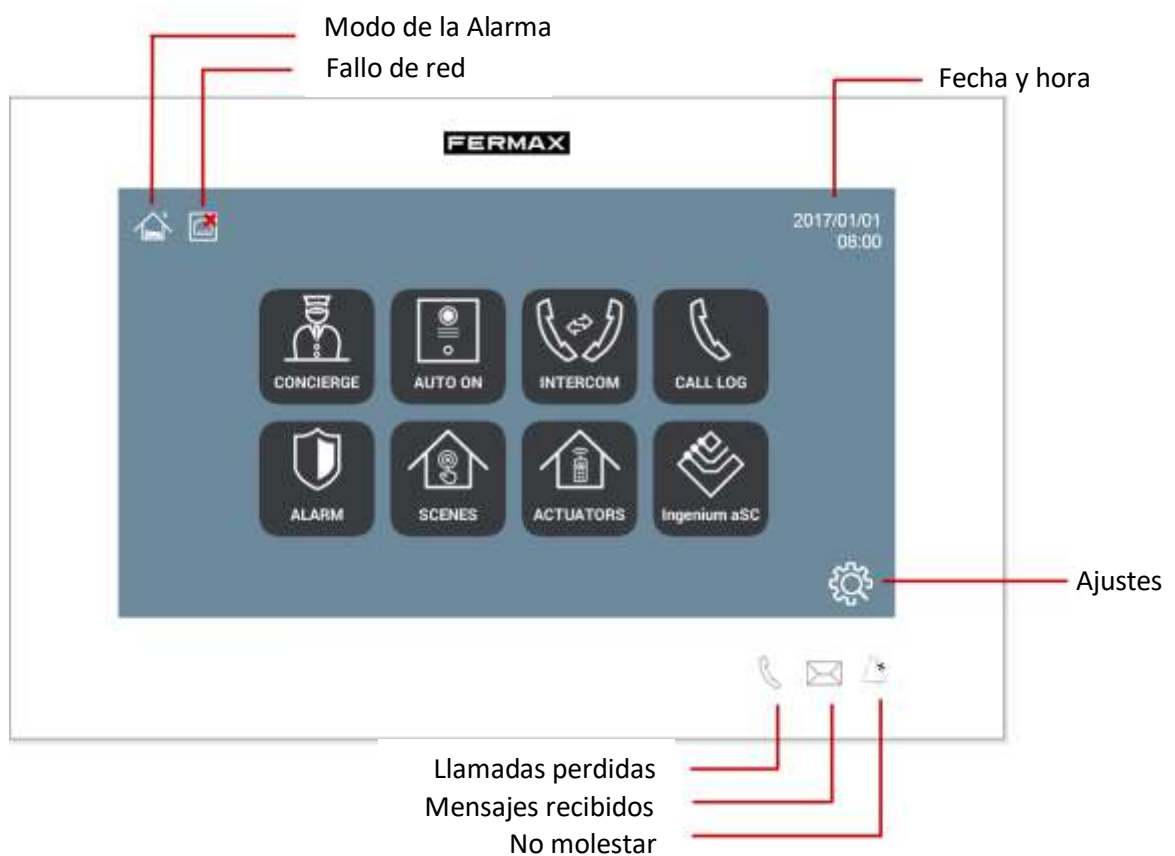 Modo de la Alarma
Fallo de red
Fecha y hora
FERMAX
2017/01/01
06:00
CONCIERGE
AUTO ON
INTERCOM
CALL LOG
ALARM
SCENES
ACTUATORS
Ingenium aSC
Ajustes
Llamadas perdidas
Mensajes recibidos
No molestar